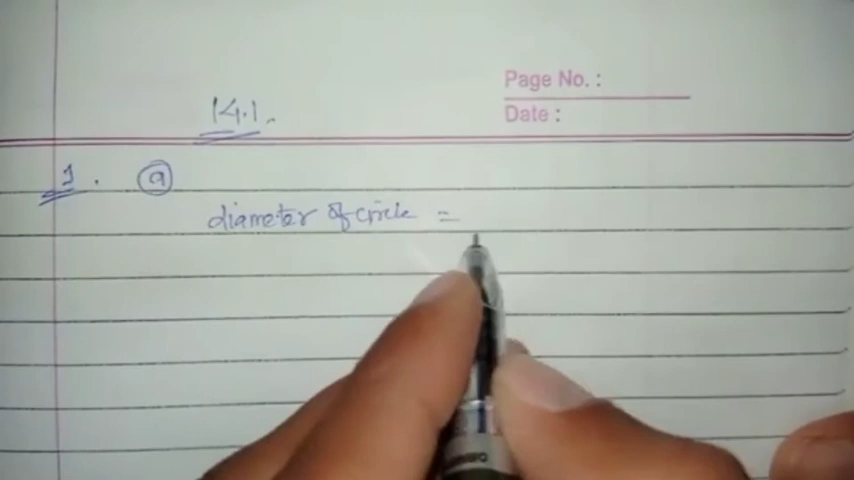 Page No. :
14.1.
Date :
1. a
diameter of circle =